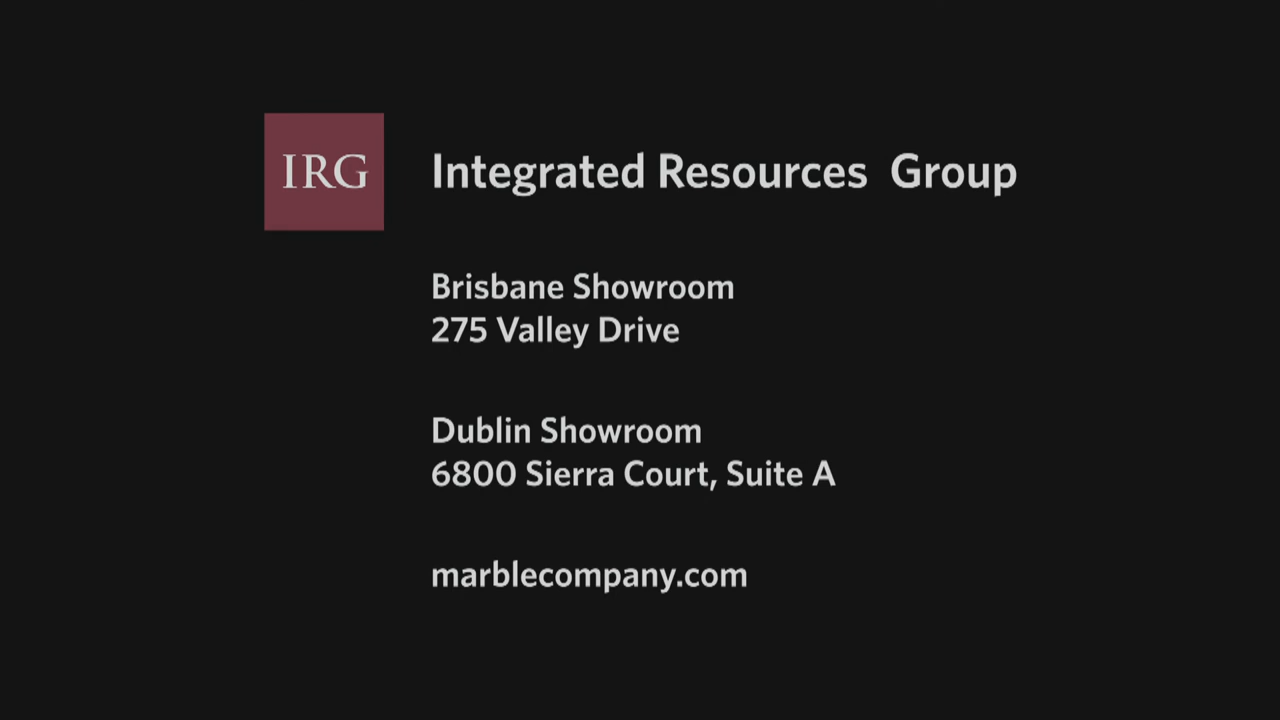 IRG
Integrated Resources Group
Brisbane Showroom
275 Valley Drive
Dublin Showroom
6800 Sierra Court, Suite A
marblecompany.com